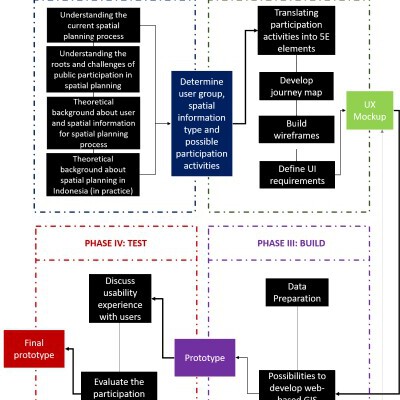 Understanding the
current spatial
planning process
Understanding the
roots and challenges of
public participation in
spatial planning
Theoretical
background about user
and spatial information
for spatial planning
process
Theoretical
background about
spatial planning in
Indonesia (in practice)
Determine
user group,
spatial
information
type and
possible
participation
activities
Translating
participation
activities into 5E
elements
Develop
journey map
Build
wireframes
Define UI
requirements
UX
Mockup
PHASE IV: TEST
PHASE III: BUILD
Discuss
usability
experience
with users
Data
Preparation
Final
prototype
Prototype
Evaluate the
participation
Possibilities to
develop web-
based GIS